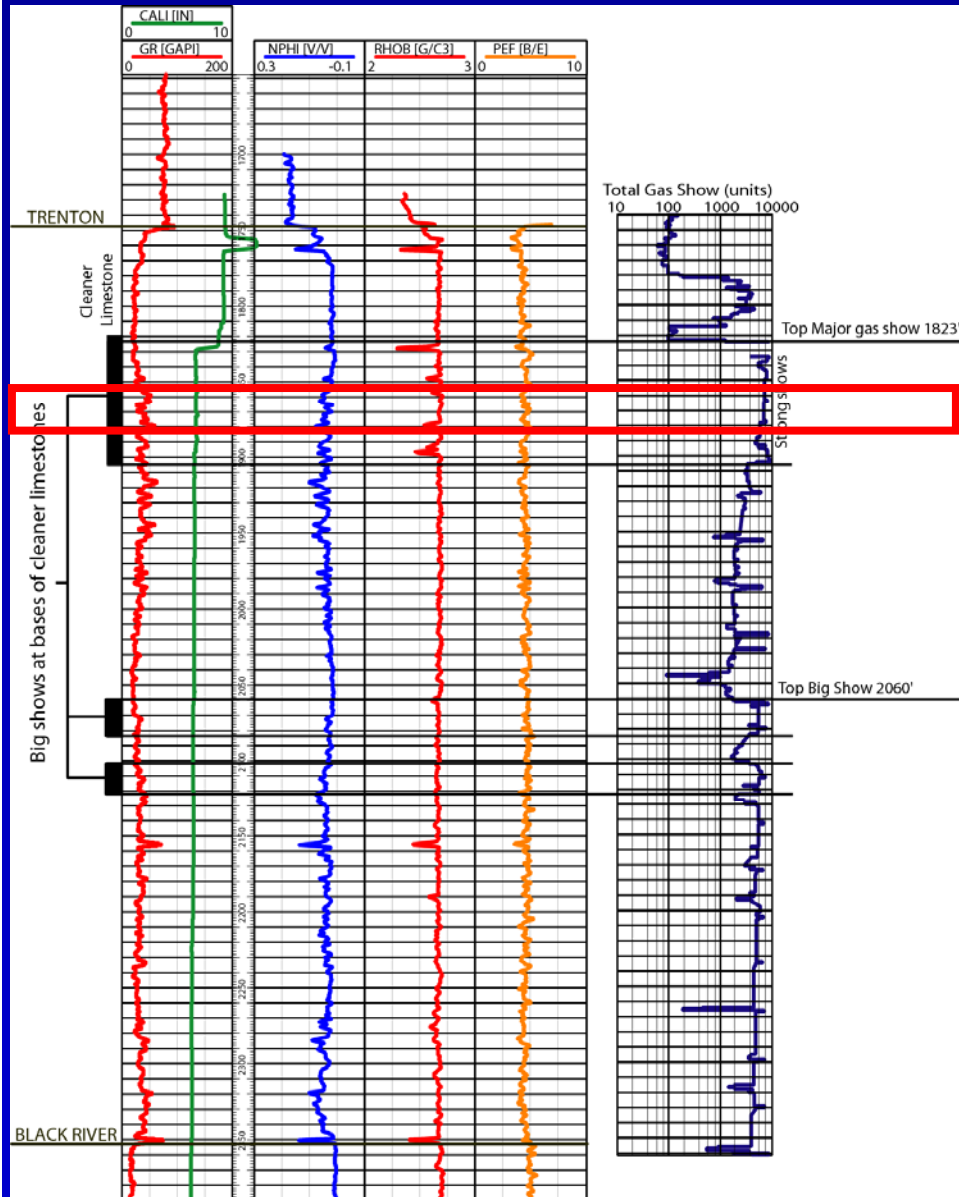 CALI [IN]
0 10
GR [GAPI] NPHI [V/V] RHOB [G/C3] PEF [B/E]
0 200 0.3 -0.1 2 3 0 10
1700
Total Gas Show (units)
10 100 1000 10000
TRENTON
1750
Cleaner
Limestone
1800
Top Major gas show 1823'
Strong shows
Big shows at bases of cleaner limestones
1900
1950
2000
2050
Top Big Show 2060'
2100
2150
2200
2250
2300
BLACK RIVER
2350